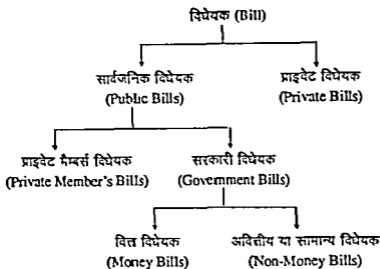 विधेयक (Bill)
सार्वजनिक विधेयक
(Public Bills)
प्राइवेट विधेयक
(Private Bills)
प्राइवेट मैम्बर्स विधेयक
(Private Member's Bills)
सरकारी विधेयक
(Government Bills)
वित्त विधेयक
(Money Bills)
अवित्तीय या सामान्य विधेयक
(Non-Money Bills)